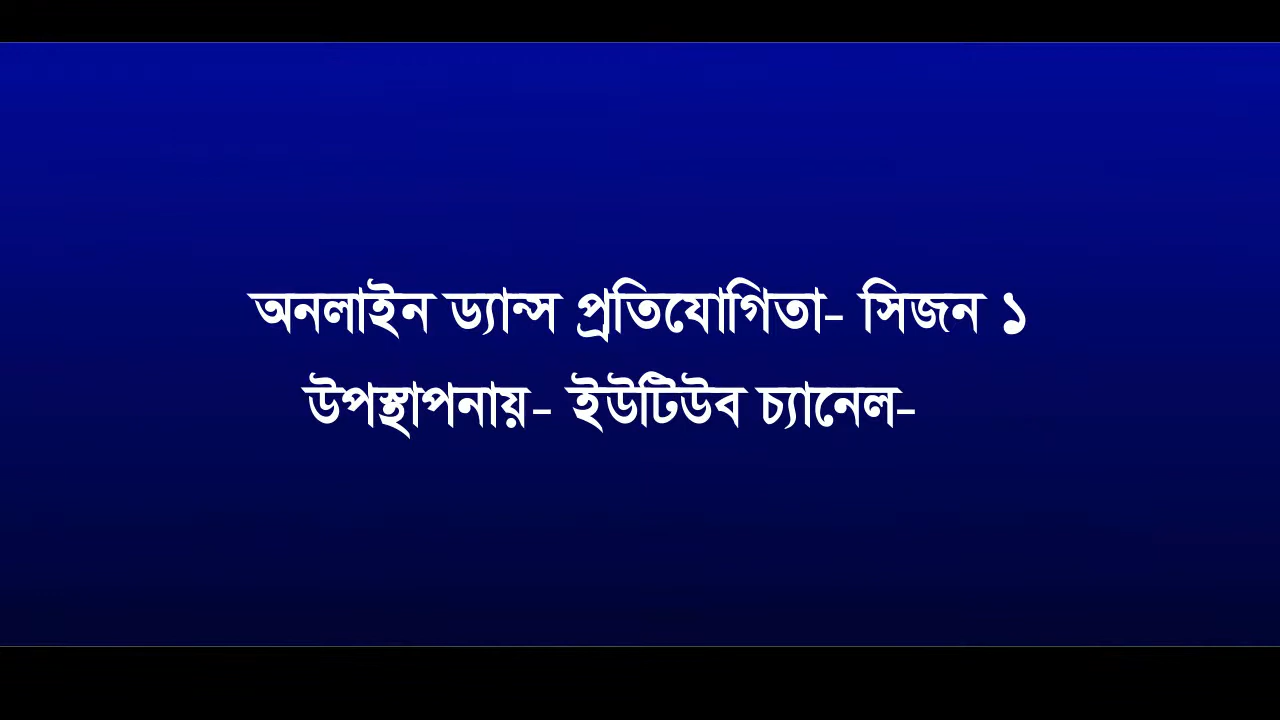 অনলাইন ড্যান্স প্রতিযোগিতা- সিজন ১
উপস্থাপনায়- ইউটিউব চ্যানেল-